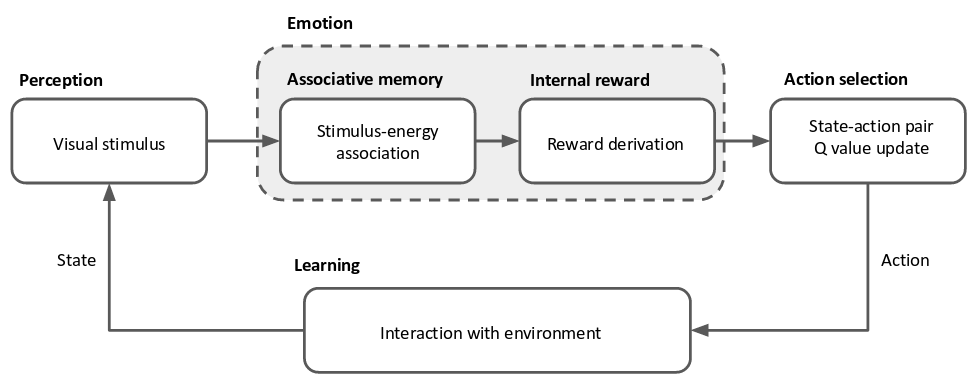 Emotion
Perception
Associative memory
Internal reward
Action selection
Visual stimulus
Stimulus-energy
association
Reward derivation
State-action pair
Q value update
State
Action
Learning
Interaction with environment